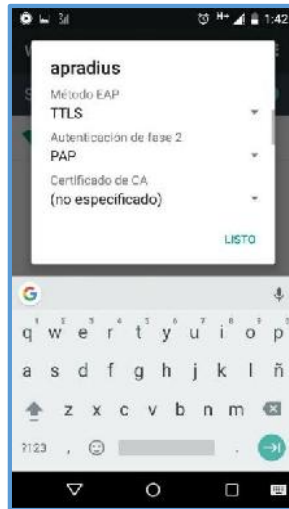 1:42
apradius
Método EAP
TTLS
Autenticación de fase 2
PAP
Certificado de CA
(no especificado)
LISTO
q w e r t y u i o p
a s d f g h j k l ñ
z x c v b n m
?123 , .